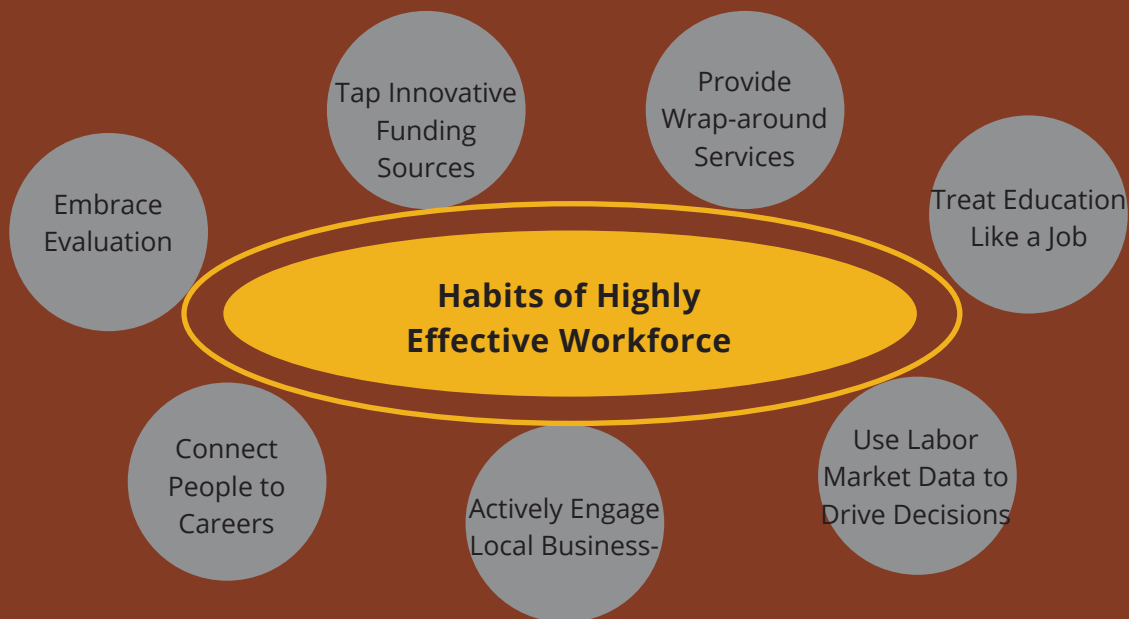 Tap Innovative
Funding
Sources
Provide
Wrap-around
Services
Embrace
Evaluation
Treat Education
Like a Job
Habits of Highly
Effective Workforce
Connect
People to
Careers
Actively Engage
Local Business-
Use Labor
Market Data to
Drive Decisions